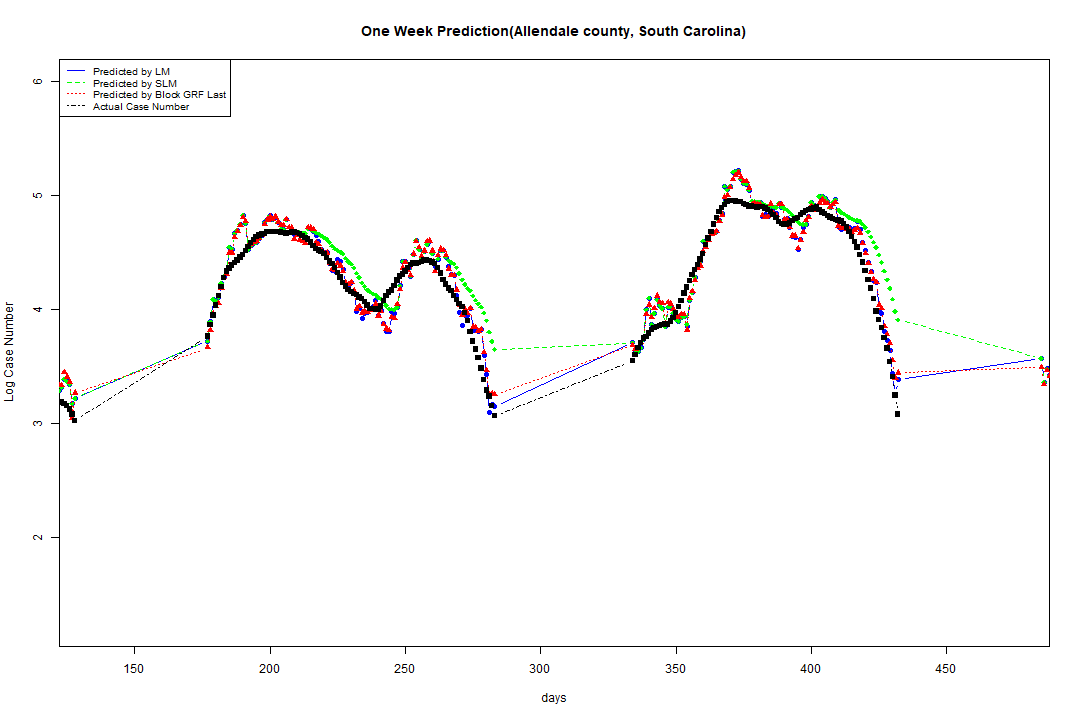 One Week Prediction(Allendale county, South Carolina)
Predicted by LM
Predicted by SLM
Predicted by Block GRF Last
Actual Case Number
6
5
4
3
2
Log Case Number
150 200 250 300 350 400 450
days